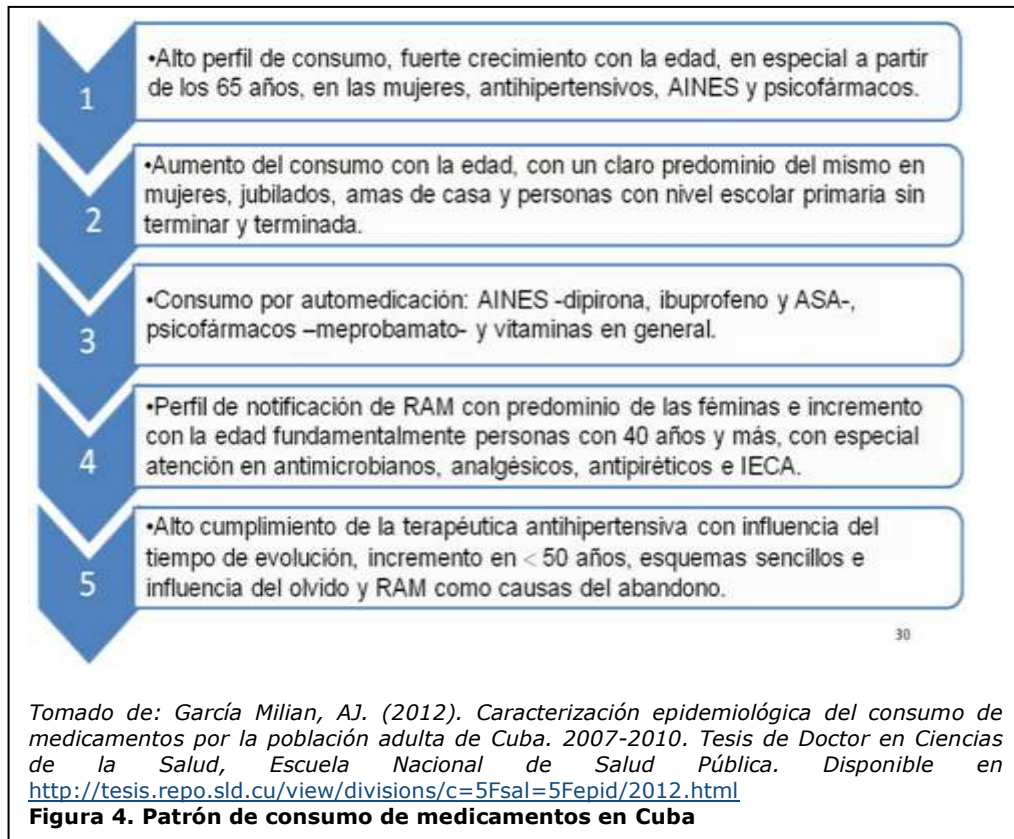 1
•Alto perfil de consumo, fuerte crecimiento con la edad, en especial a partir
de los 65 años, en las mujeres, antihipertensivos, AINES y psicofármacos.
2
•Aumento del consumo con la edad, con un claro predominio del mismo en
mujeres, jubilados, amas de casa y personas con nivel escolar primaria sin
terminar y terminada.
3
•Consumo por automedicación: AINES -dipirona, ibuprofeno y ASA-,
psicofármacos –meprobamato- y vitaminas en general.
4
•Perfil de notificación de RAM con predominio de las féminas e incremento
con la edad fundamentalmente personas con 40 años y más, con especial
atención en antimicrobianos, analgésicos, antipiréticos e IECA.
5
•Alto cumplimiento de la terapéutica antihipertensiva con influencia del
tiempo de evolución, incremento en < 50 años, esquemas sencillos e
influencia del olvido y RAM como causas del abandono.
30
Tomado de: García Milian, AJ. (2012). Caracterización epidemiológica del consumo de
medicamentos por la población adulta de Cuba. 2007-2010. Tesis de Doctor en Ciencias
de la Salud, Escuela Nacional de Salud Pública. Disponible en
http://tesis.repo.sld.cu/view/divisions/c=5Fsal=5Fepid/2012.html
Figura 4. Patrón de consumo de medicamentos en Cuba